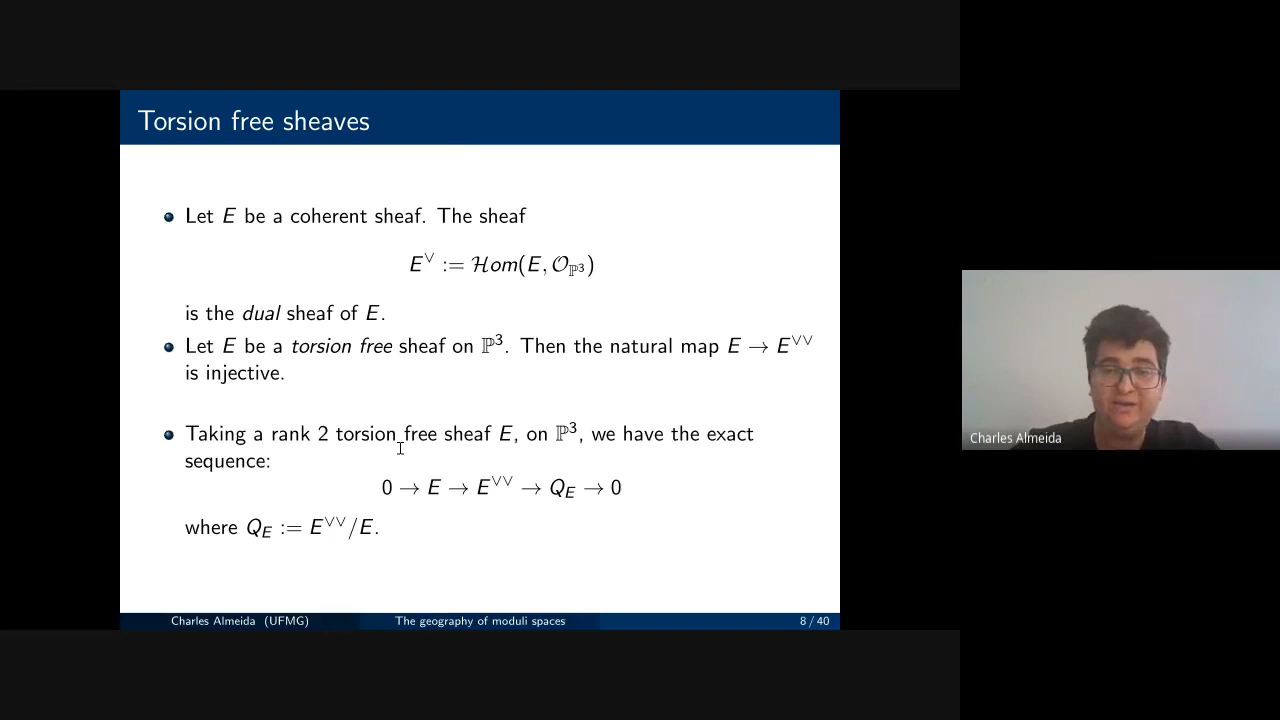 Torsion free sheaves
Let E be a coherent sheaf. The sheaf
E^∨ := ℋom(E, 𝒪_ℙ³)
is the dual sheaf of E.
Let E be a torsion free sheaf on ℙ³. Then the natural map E → E^∨∨
is injective.
Taking a rank 2 torsion free sheaf E, on ℙ³, we have the exact
sequence:
0 → E → E^∨∨ → Q_E → 0
where Q_E := E^∨∨/E.
Charles Almeida (UFMG) The geography of moduli spaces 8 / 40
Charles Almeida